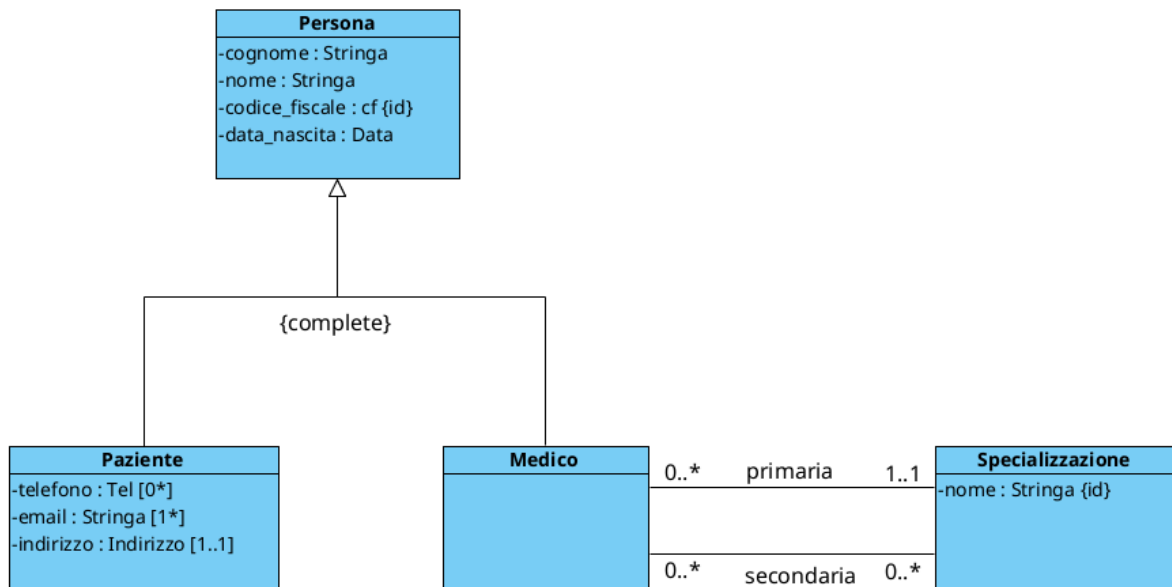 Persona
-cognome : Stringa
-nome : Stringa
-codice_fiscale : cf {id}
-data_nascita : Data
{complete}
Paziente
-telefono : Tel [0*]
-email : Stringa [1*]
-indirizzo : Indirizzo [1..1]
Medico
0..* primaria 1..1
0..* secondaria 0..*
Specializzazione
-nome : Stringa {id}